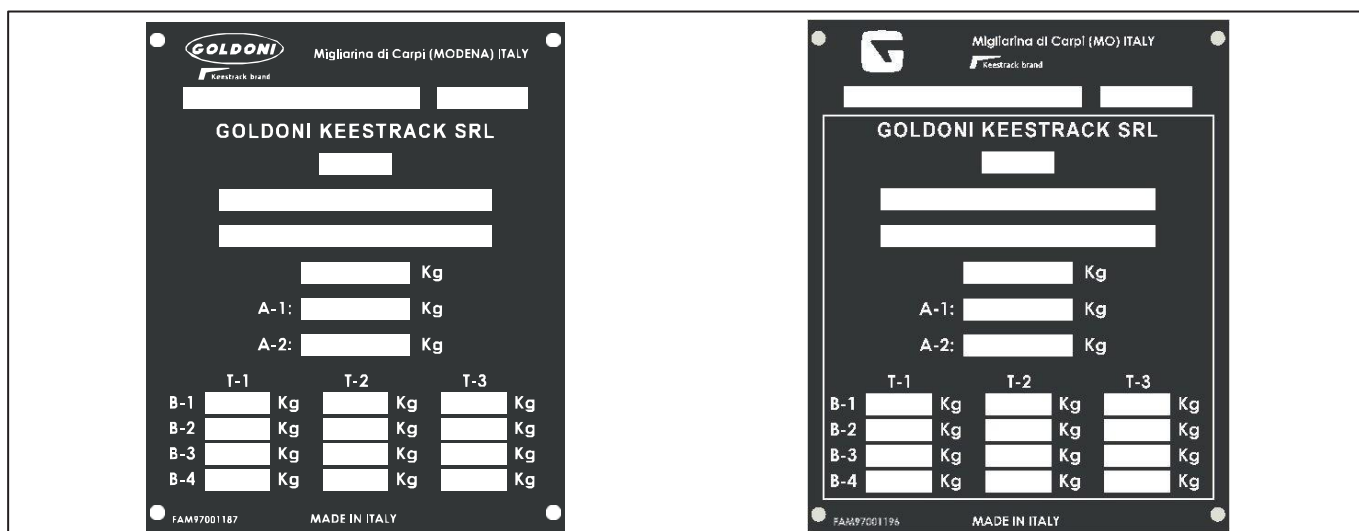 GOLDONI
Keestrack brand
Migliarina di Carpi (MODENA) ITALY
GOLDONI KEESTRACK SRL
Kg
A-1: Kg
A-2: Kg
T-1 T-2 T-3
B-1 Kg Kg Kg
B-2 Kg Kg Kg
B-3 Kg Kg Kg
B-4 Kg Kg Kg
FAM97001187 MADE IN ITALY
G
Migliarina di Carpi (MO) ITALY
Keestrack brand
GOLDONI KEESTRACK SRL
Kg
A-1: Kg
A-2: Kg
T-1 T-2 T-3
B-1 Kg Kg Kg
B-2 Kg Kg Kg
B-3 Kg Kg Kg
B-4 Kg Kg Kg
FAM97001196 MADE IN ITALY